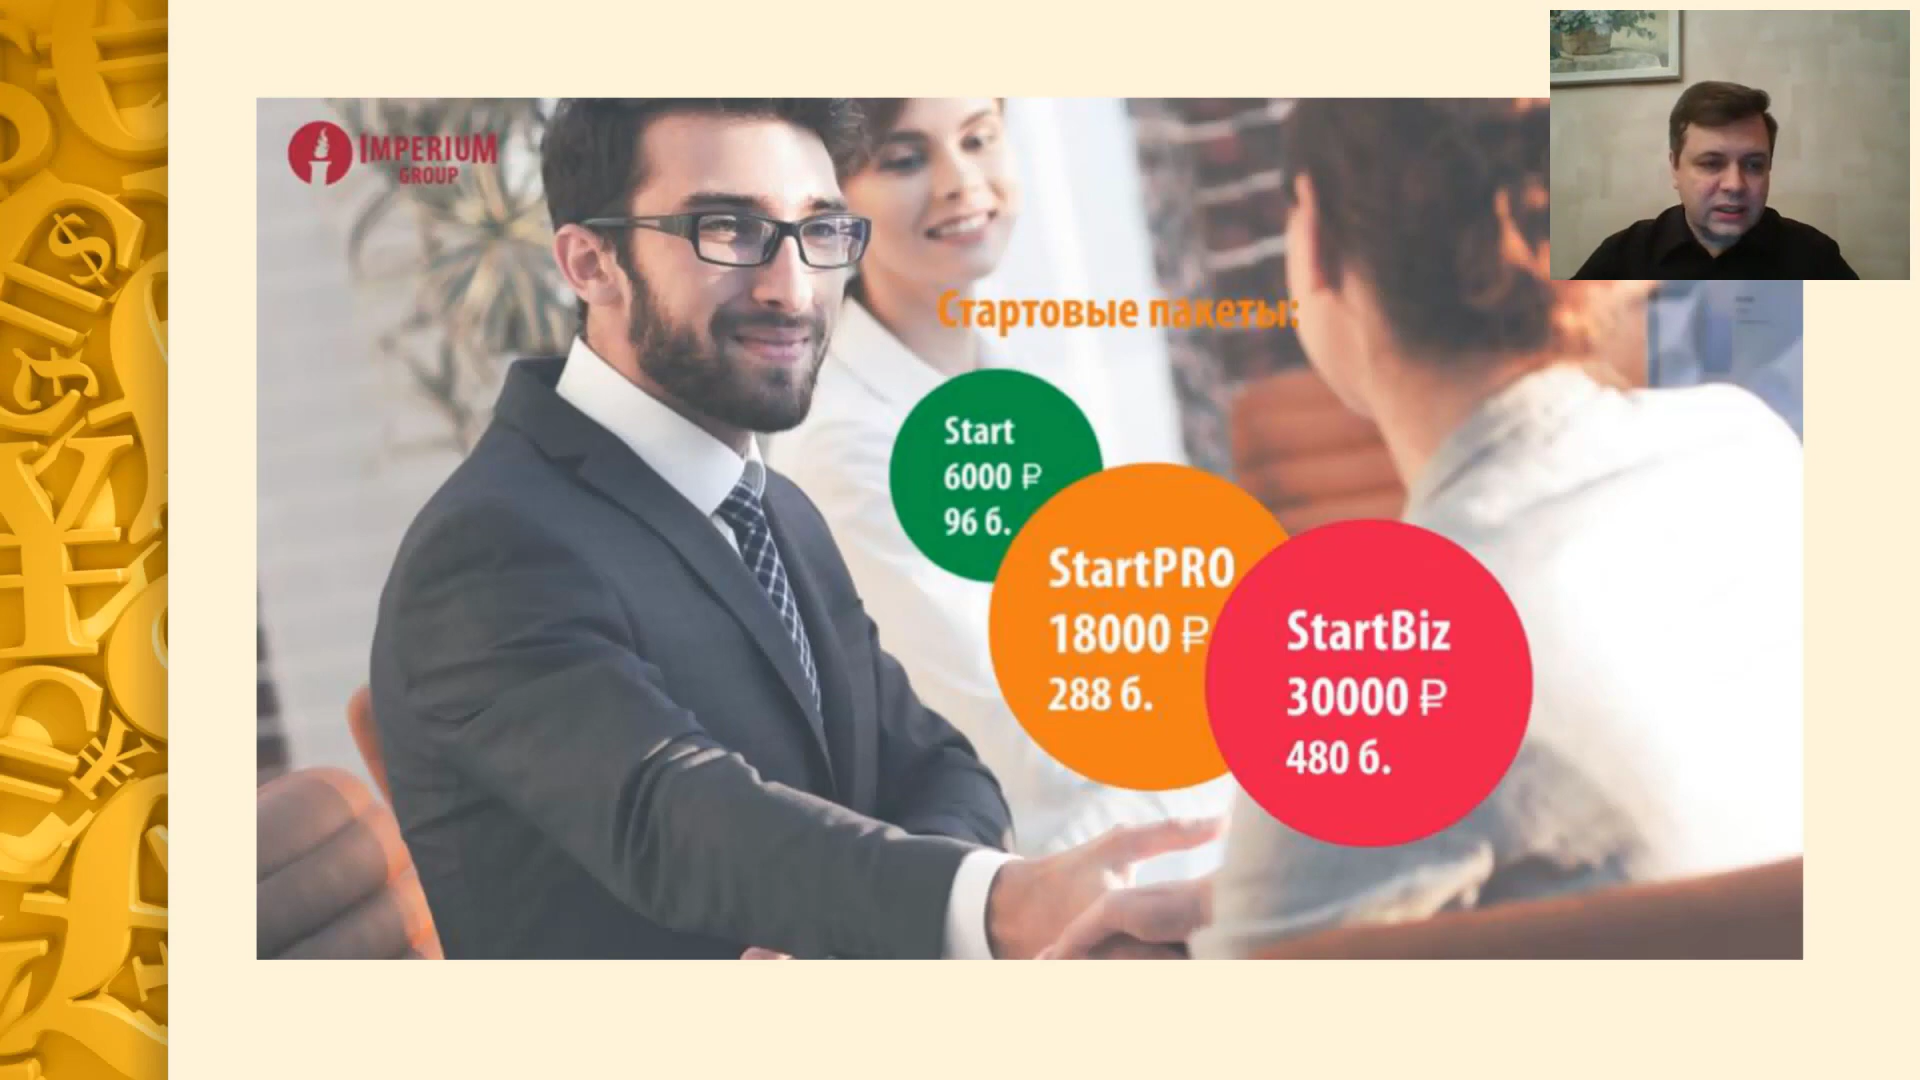 IMPERIUM
GROUP
Стартовые пакеты:
Start
6000 ₽
96 б.
StartPRO
18000 ₽
288 б.
StartBiz
30000 ₽
480 б.